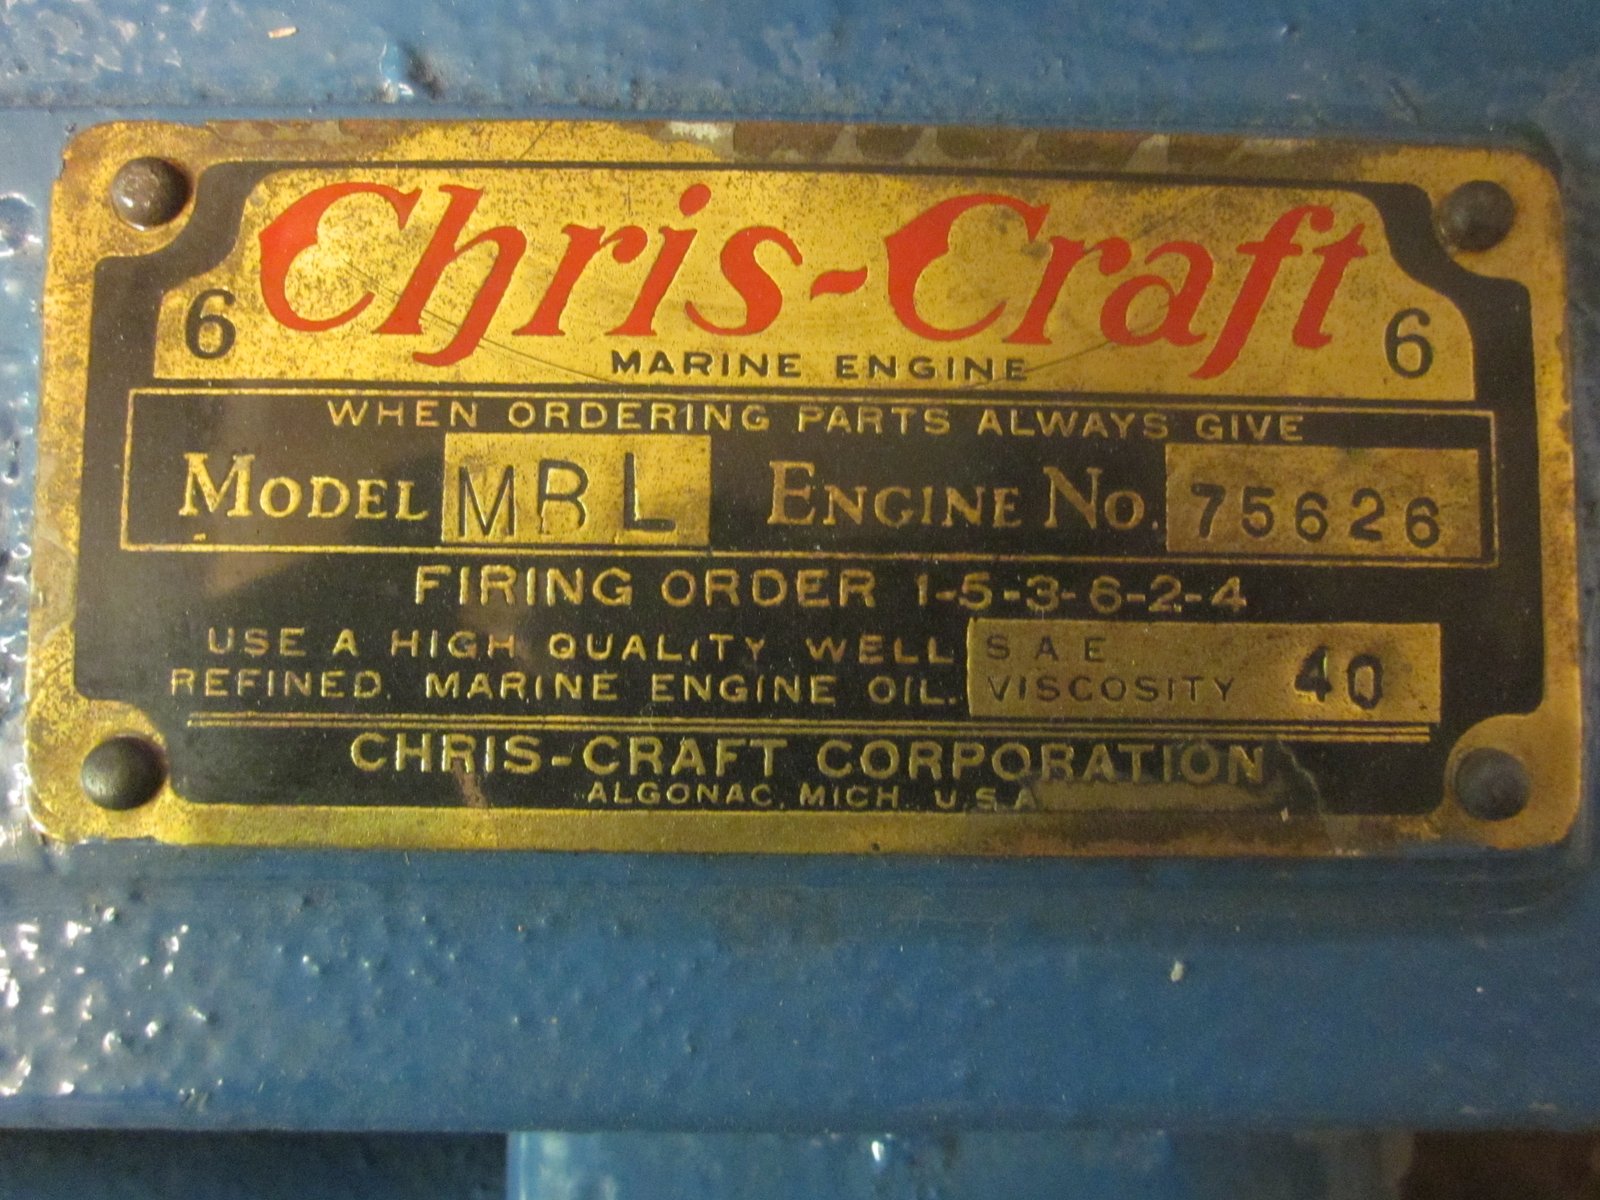 Chris-Craft
6 MARINE ENGINE 6
WHEN ORDERING PARTS ALWAYS GIVE
MODEL MBL ENGINE NO. 75626
FIRING ORDER 1-5-3-6-2-4
USE A HIGH QUALITY WELL
REFINED. MARINE ENGINE OIL.
S A E
VISCOSITY 40
CHRIS-CRAFT CORPORATION
ALGONAC, MICH. U.S.A